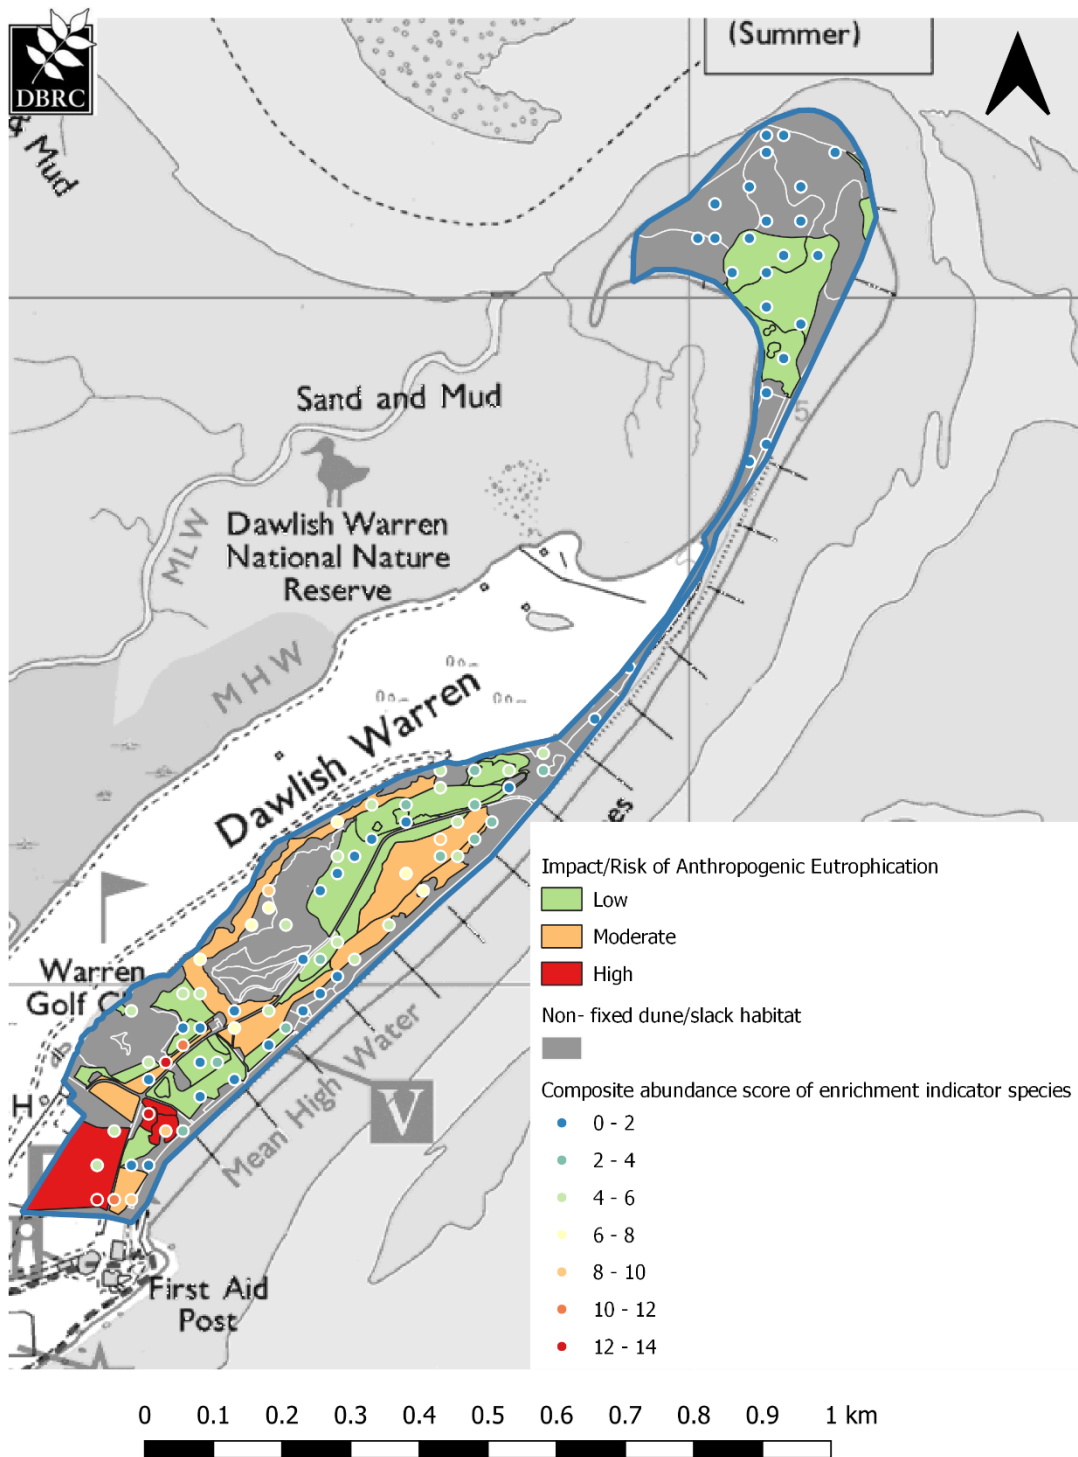 DBRC
(Summer)
& Mud
Sand and Mud
5
Dawlish Warren
National Nature
Reserve
MLW
MHW
Dawlish Warren
es
Warren
Golf C
H
Mean High Water
V
First Aid
Post
Impact/Risk of Anthropogenic Eutrophication
Low
Moderate
High
Non- fixed dune/slack habitat
Composite abundance score of enrichment indicator species
0 - 2
2 - 4
4 - 6
6 - 8
8 - 10
10 - 12
12 - 14
0 0.1 0.2 0.3 0.4 0.5 0.6 0.7 0.8 0.9 1 km